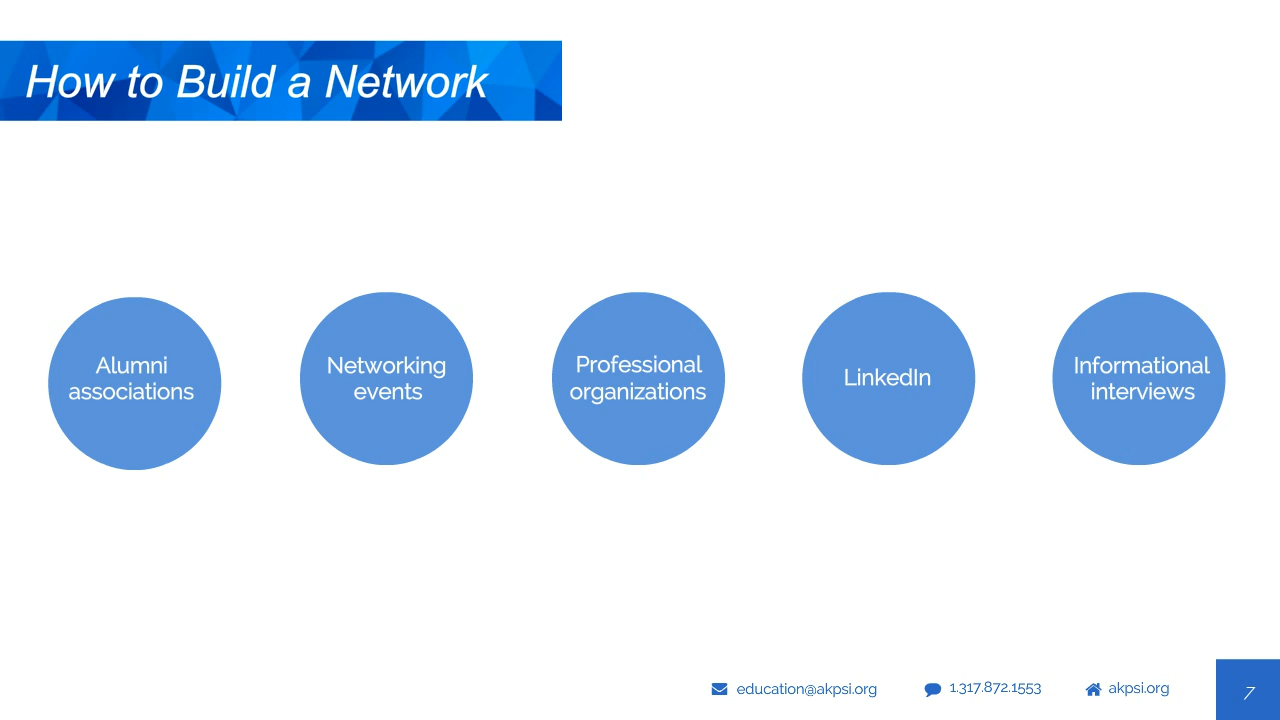 How to Build a Network
Alumni
associations
Networking
events
Professional
organizations
LinkedIn
Informational
interviews
education@akpsi.org
1.317.872.1553
akpsi.org
7